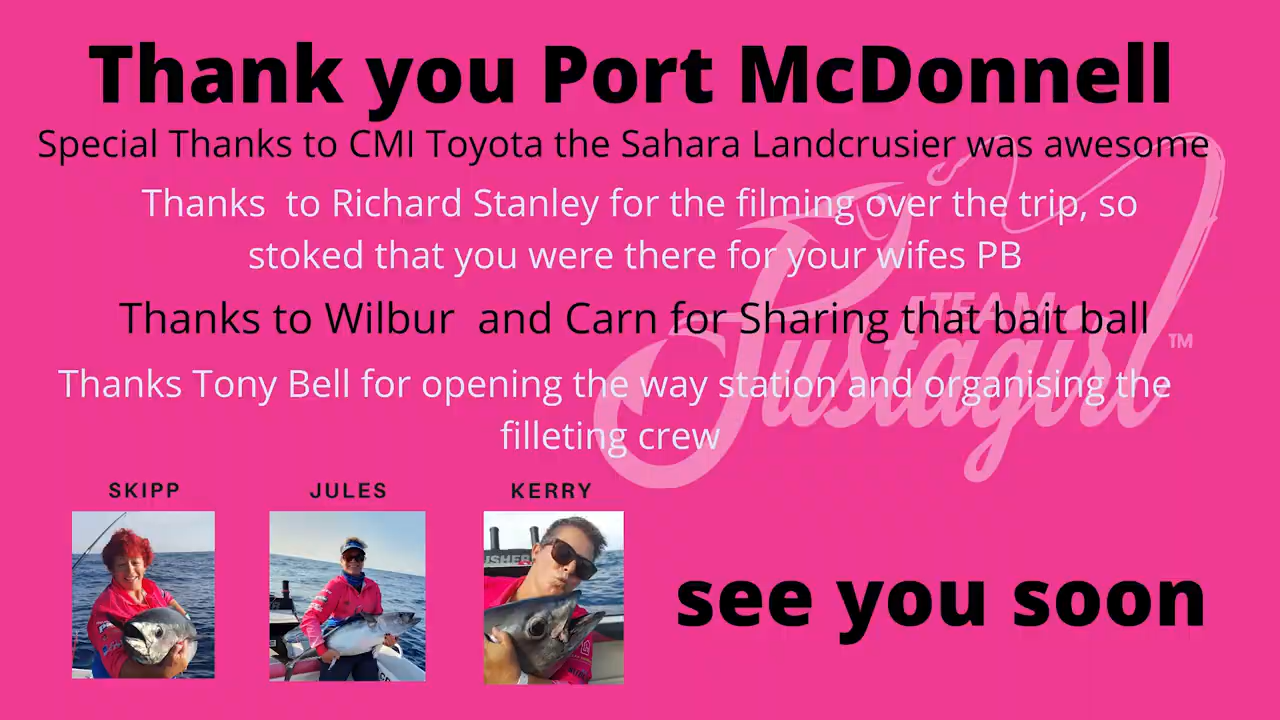 Thank you Port McDonnell
Special Thanks to CMI Toyota the Sahara Landcrusier was awesome
Thanks  to Richard Stanley for the filming over the trip, so
stoked that you were there for your wifes PB
Thanks to Wilbur  and Carn for Sharing that bait ball
Thanks Tony Bell for opening the way station and organising the
filleting crew
TEAM
Justagirl™
SKIPP
JULES
KERRY
see you soon